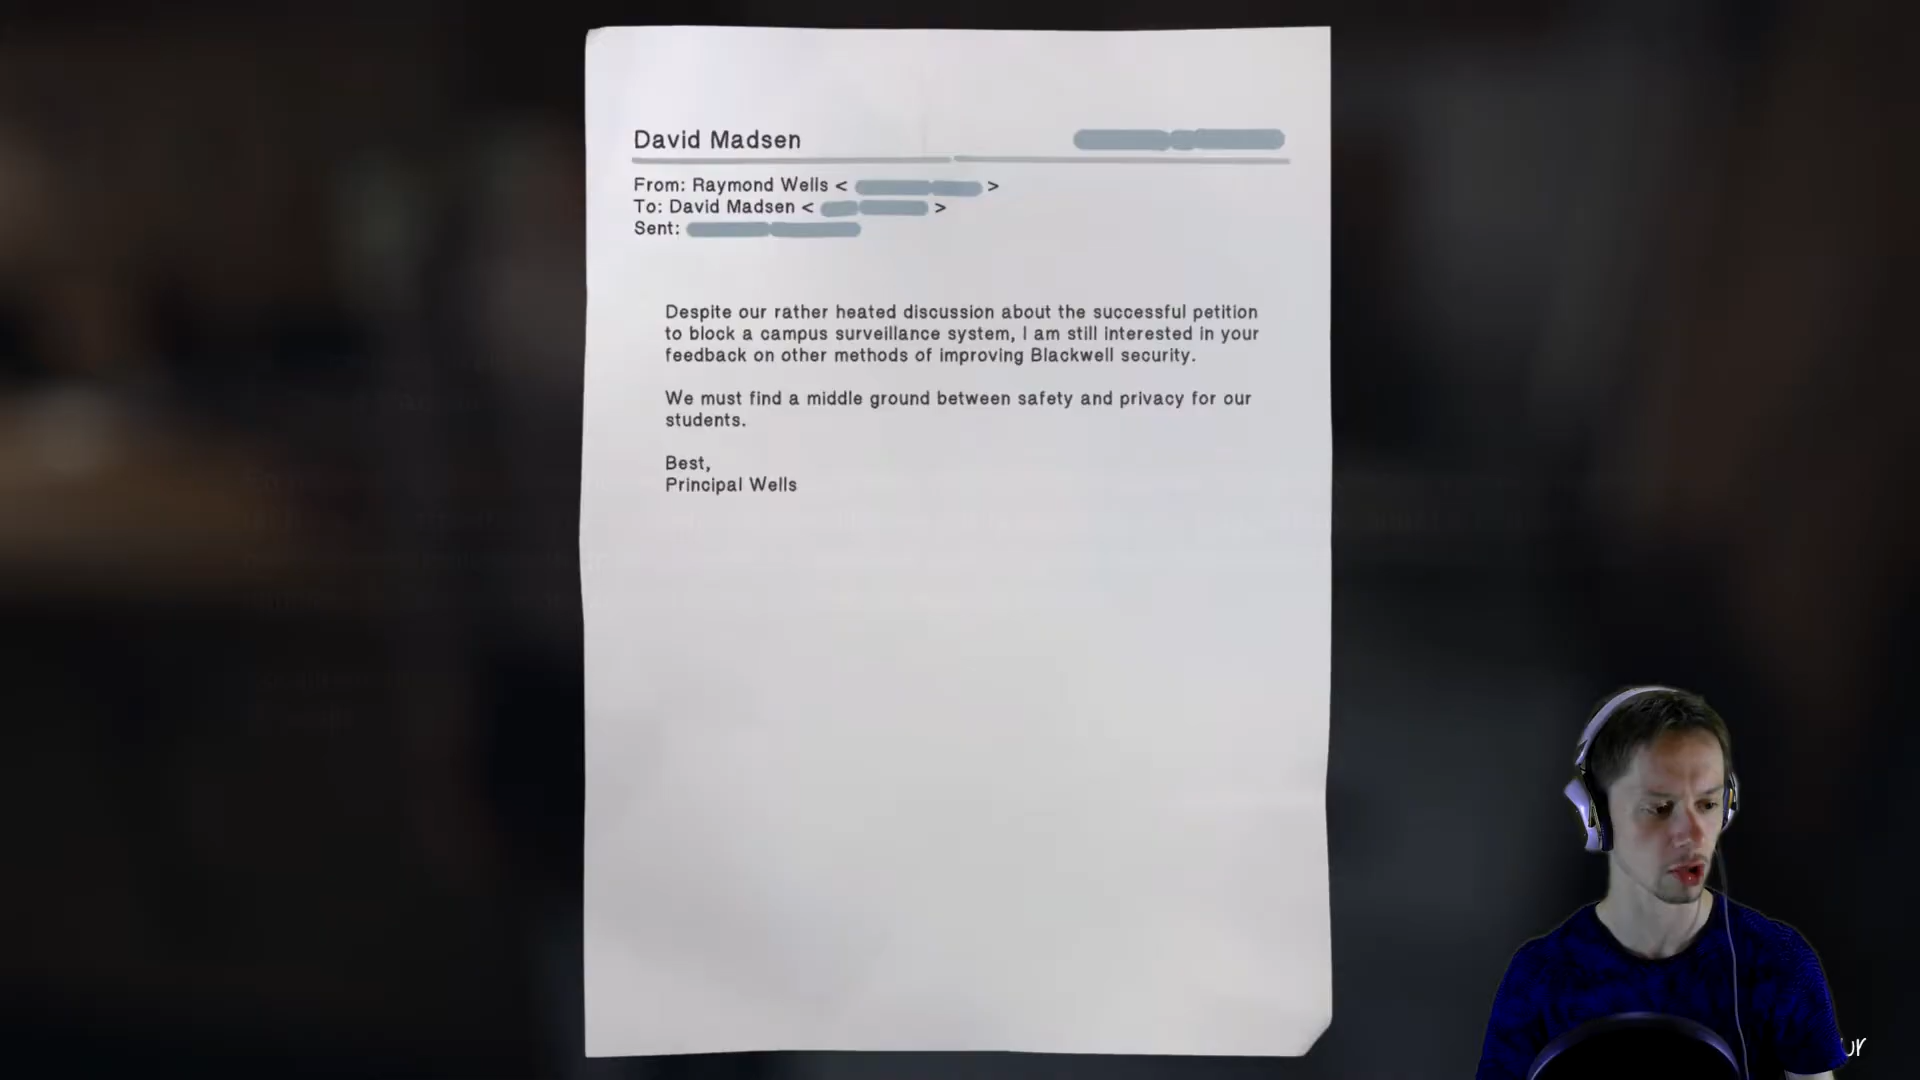 David Madsen
From: Raymond Wells < >
To: David Madsen < >
Sent:
Despite our rather heated discussion about the successful petition
to block a campus surveillance system, I am still interested in your
feedback on other methods of improving Blackwell security.
We must find a middle ground between safety and privacy for our
students.
Best,
Principal Wells